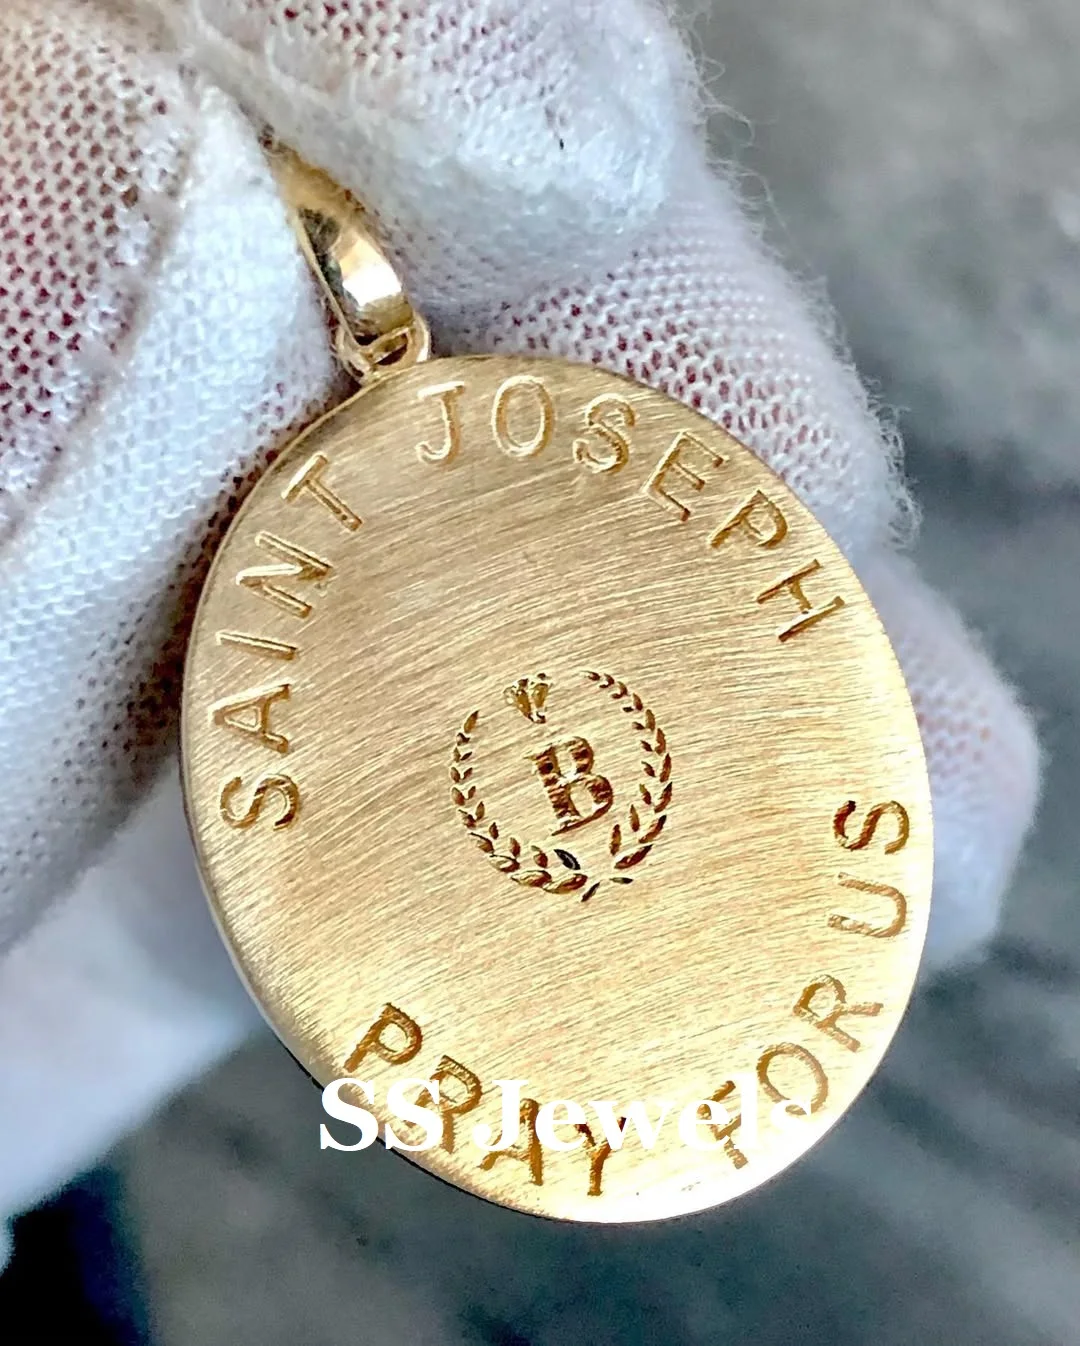 SAINT JOSEPH
B
PRAY FOR US
SS Jewels